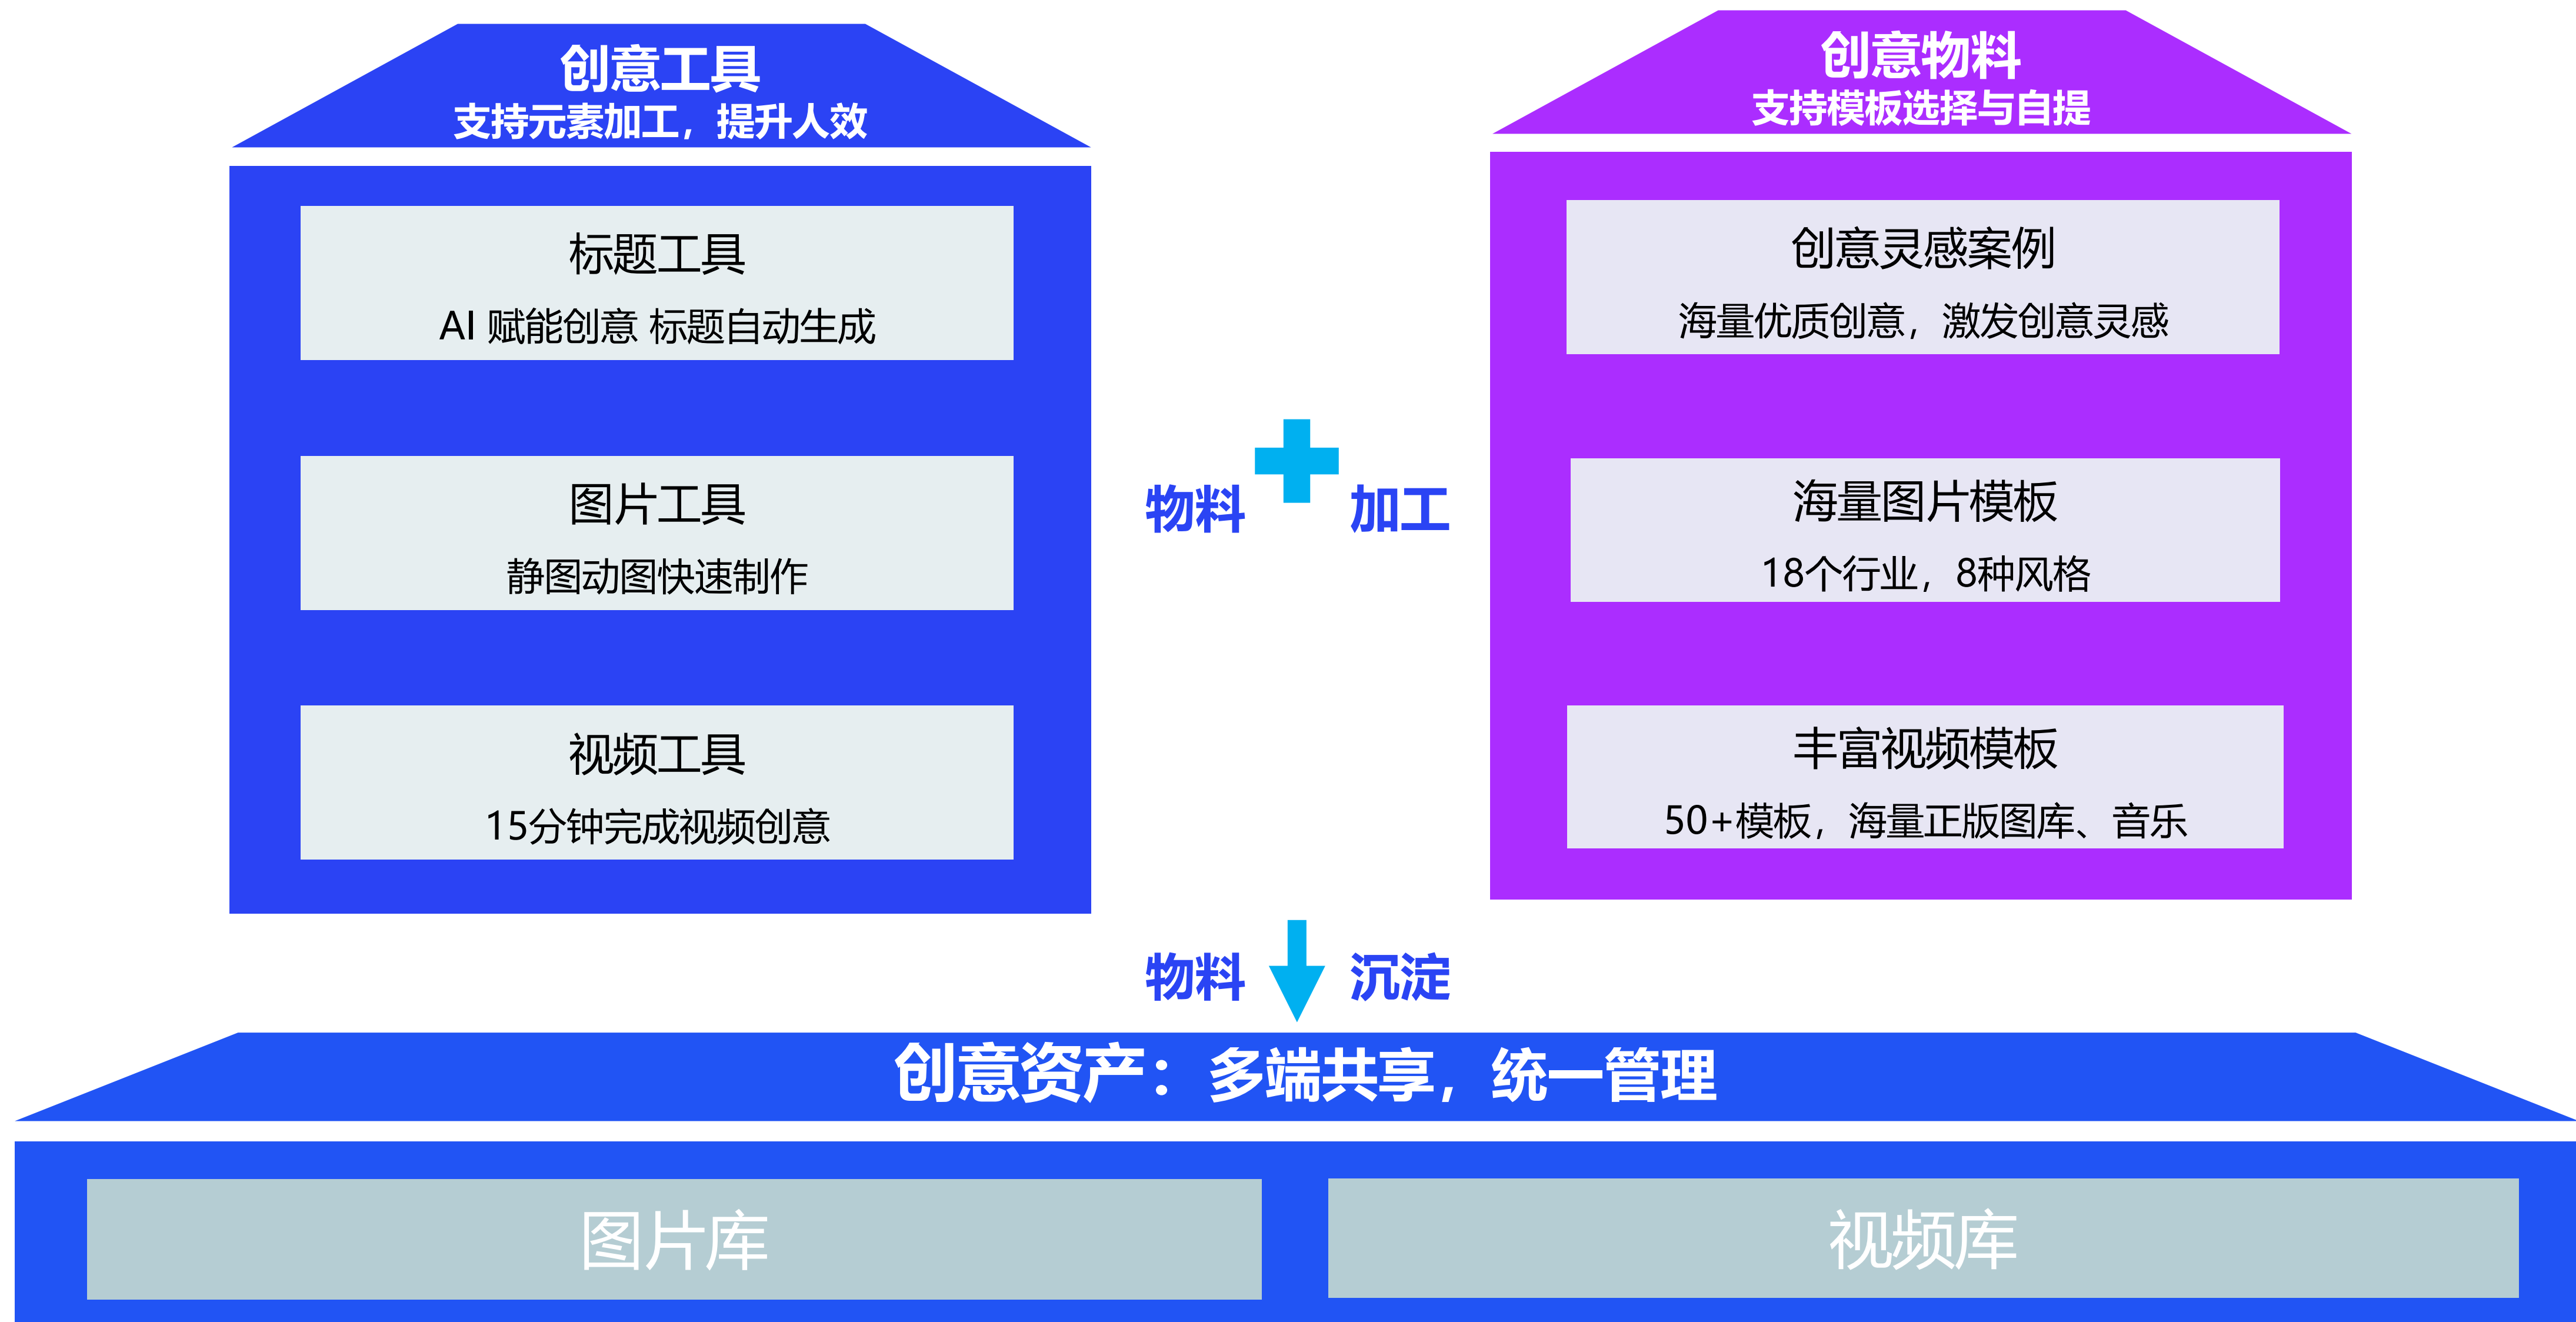 创意工具
支持元素加工，提升人效
标题工具
AI 赋能创意 标题自动生成
图片工具
静图动图快速制作
视频工具
15分钟完成视频创意
物料 加工
创意物料
支持模板选择与自提
创意灵感案例
海量优质创意，激发创意灵感
海量图片模板
18个行业，8种风格
丰富视频模板
50+模板，海量正版图库、音乐
物料 沉淀
创意资产：多端共享，统一管理
图片库
视频库